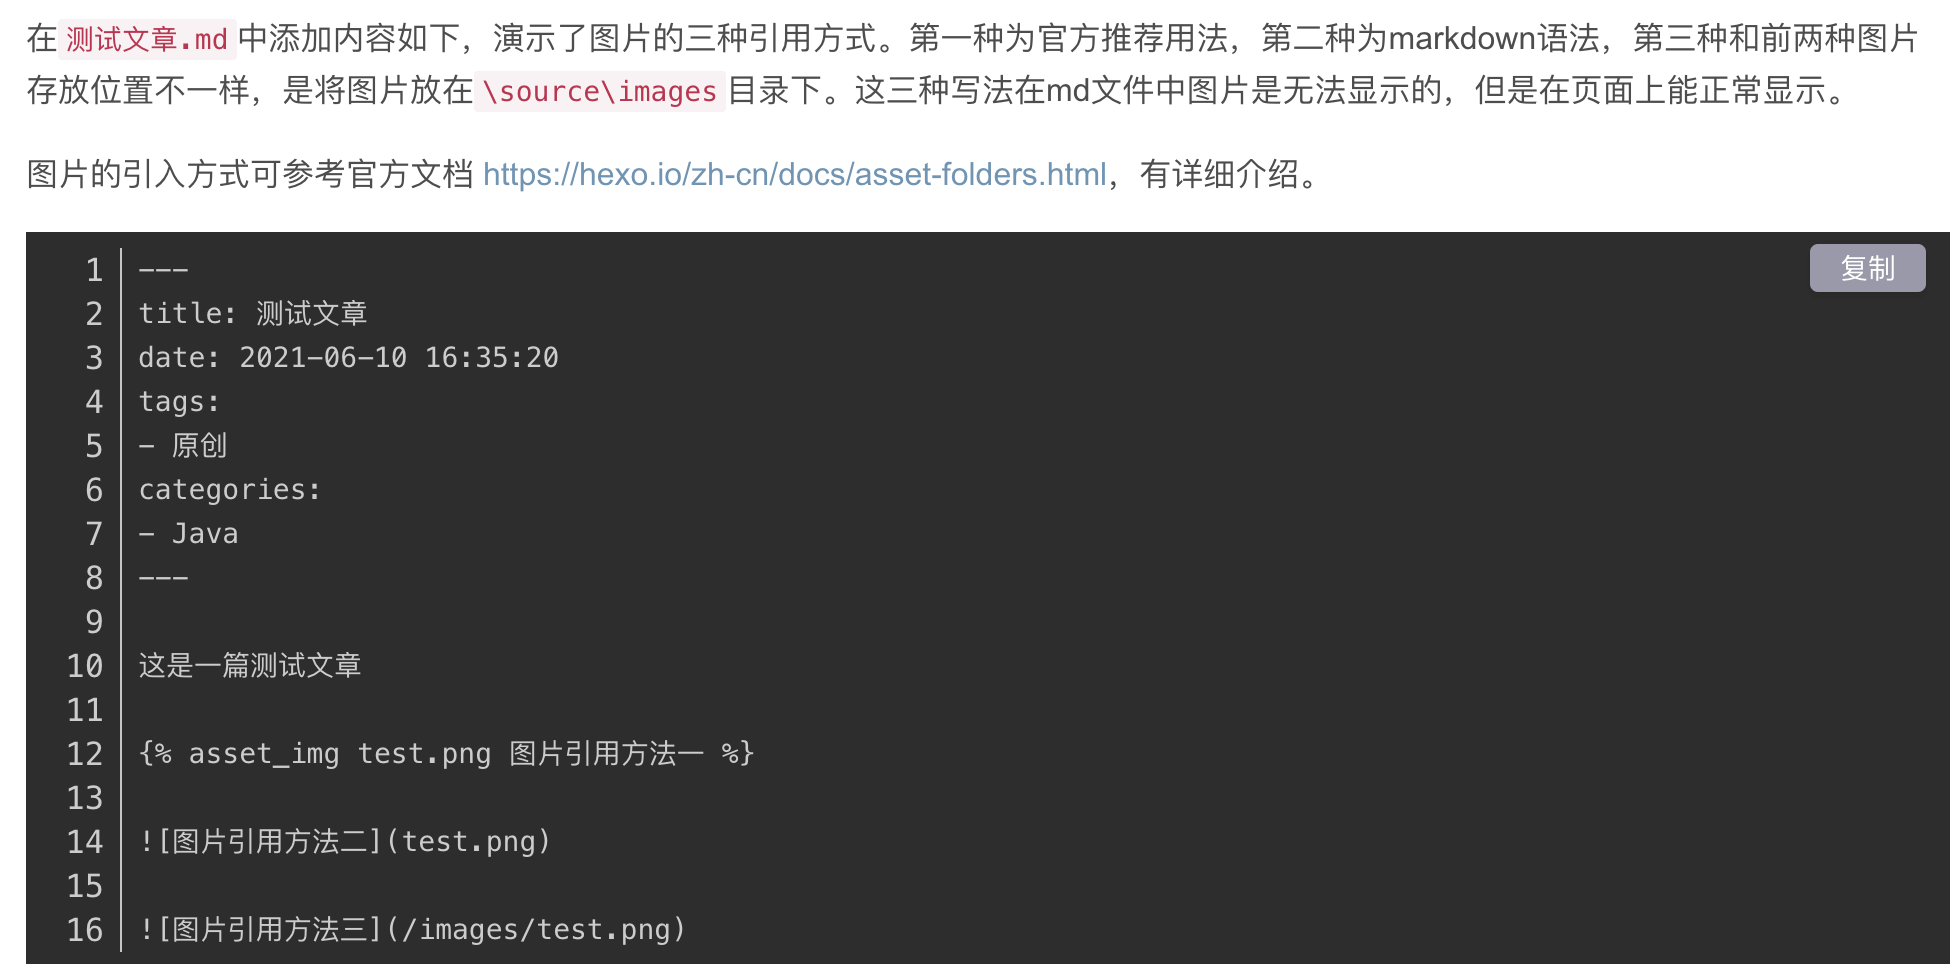 在测试文章.md中添加内容如下，演示了图片的三种引用方式。第一种为官方推荐用法，第二种为markdown语法，第三种和前两种图片
存放位置不一样，是将图片放在\source\images目录下。这三种写法在md文件中图片是无法显示的，但是在页面上能正常显示。
图片的引入方式可参考官方文档 https://hexo.io/zh-cn/docs/asset-folders.html，有详细介绍。
复制
1 ---
2 title: 测试文章
3 date: 2021-06-10 16:35:20
4 tags:
5 - 原创
6 categories:
7 - Java
8 ---
9
10 这是一篇测试文章
11
12 {% asset_img test.png 图片引用方法一 %}
13
14 ![图片引用方法二](test.png)
15
16 ![图片引用方法三](/images/test.png)